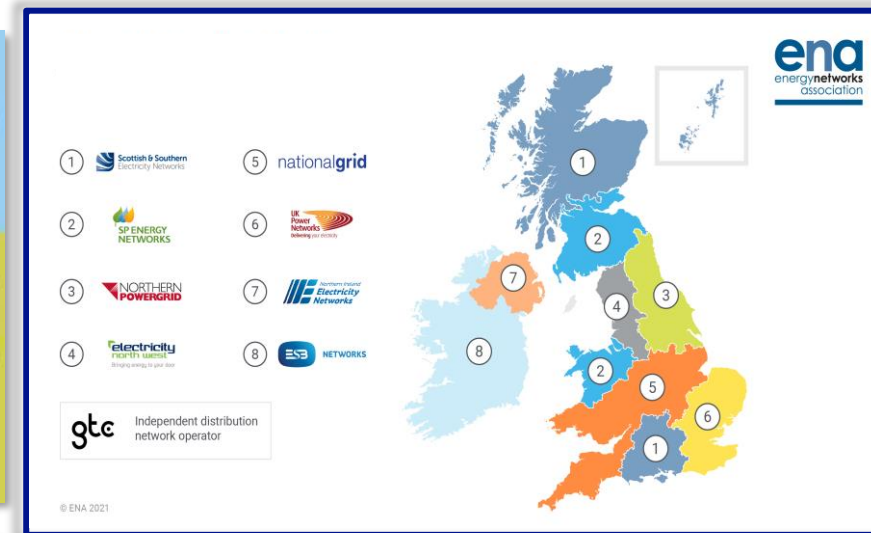 ena
energynetworks
association
1 Scottish & Southern
Electricity Networks
5 nationalgrid
2 SP ENERGY
NETWORKS
6 UK
Power
Networks
Delivering your electricity
3 NORTHERN
POWERGRID
7 Northern Ireland
Electricity
Networks
4 electricity
north west
Bringing energy to your door
8 ESB NETWORKS
gtc Independent distribution
network operator
© ENA 2021
1
2
7
3
4
8
2
5
6
1